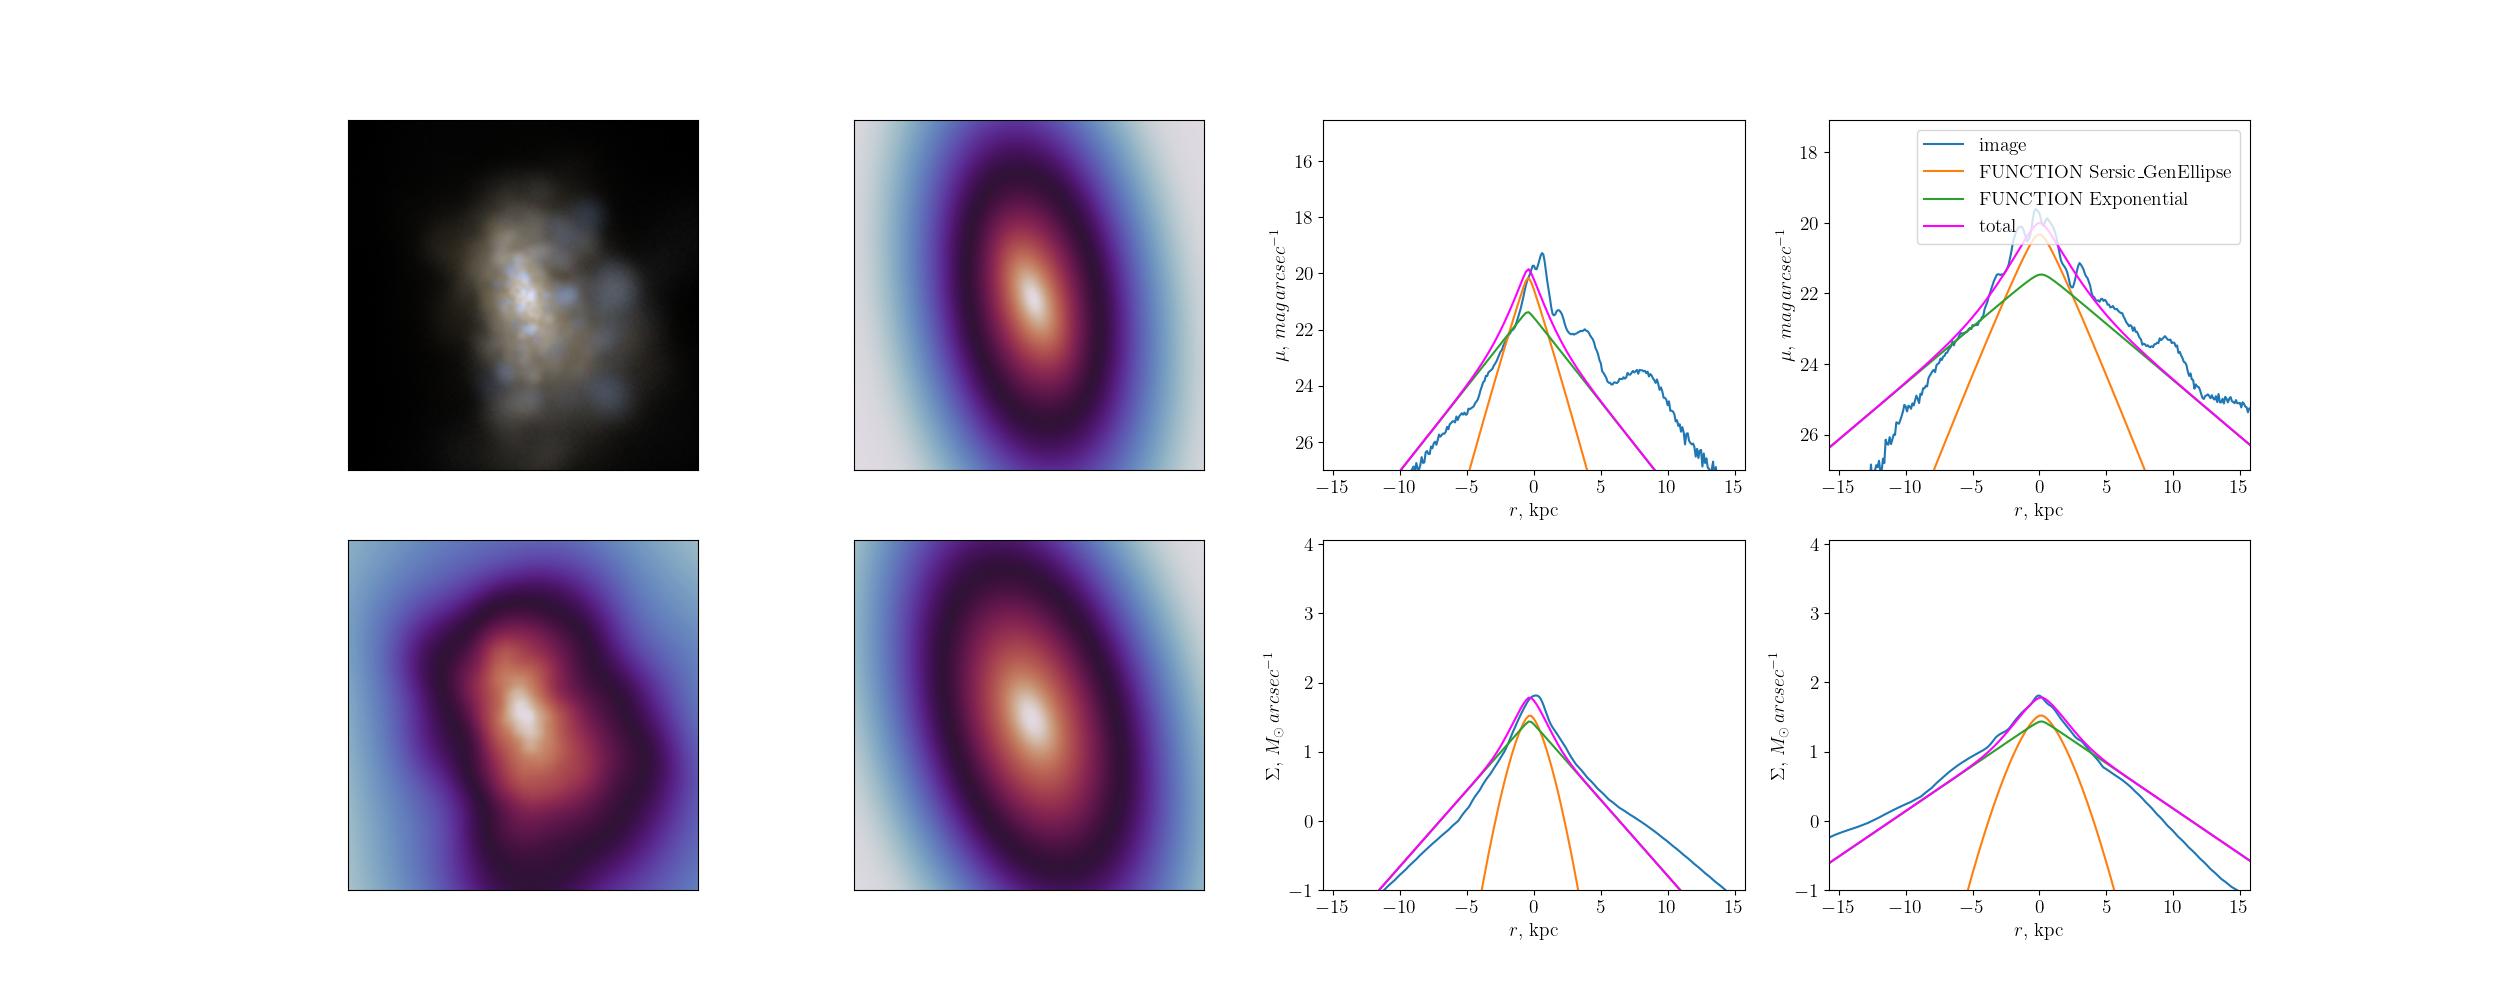 16
18
20
22
24
26
μ, mag arcsec⁻¹
−15 −10 −5 0 5 10 15
r, kpc
18
20
22
24
26
μ, mag arcsec⁻¹
image
FUNCTION Sersic_GenEllipse
FUNCTION Exponential
total
−15 −10 −5 0 5 10 15
r, kpc
4
3
2
1
0
−1
Σ, M⊙ arcsec⁻¹
−15 −10 −5 0 5 10 15
r, kpc
4
3
2
1
0
−1
Σ, M⊙ arcsec⁻¹
−15 −10 −5 0 5 10 15
r, kpc